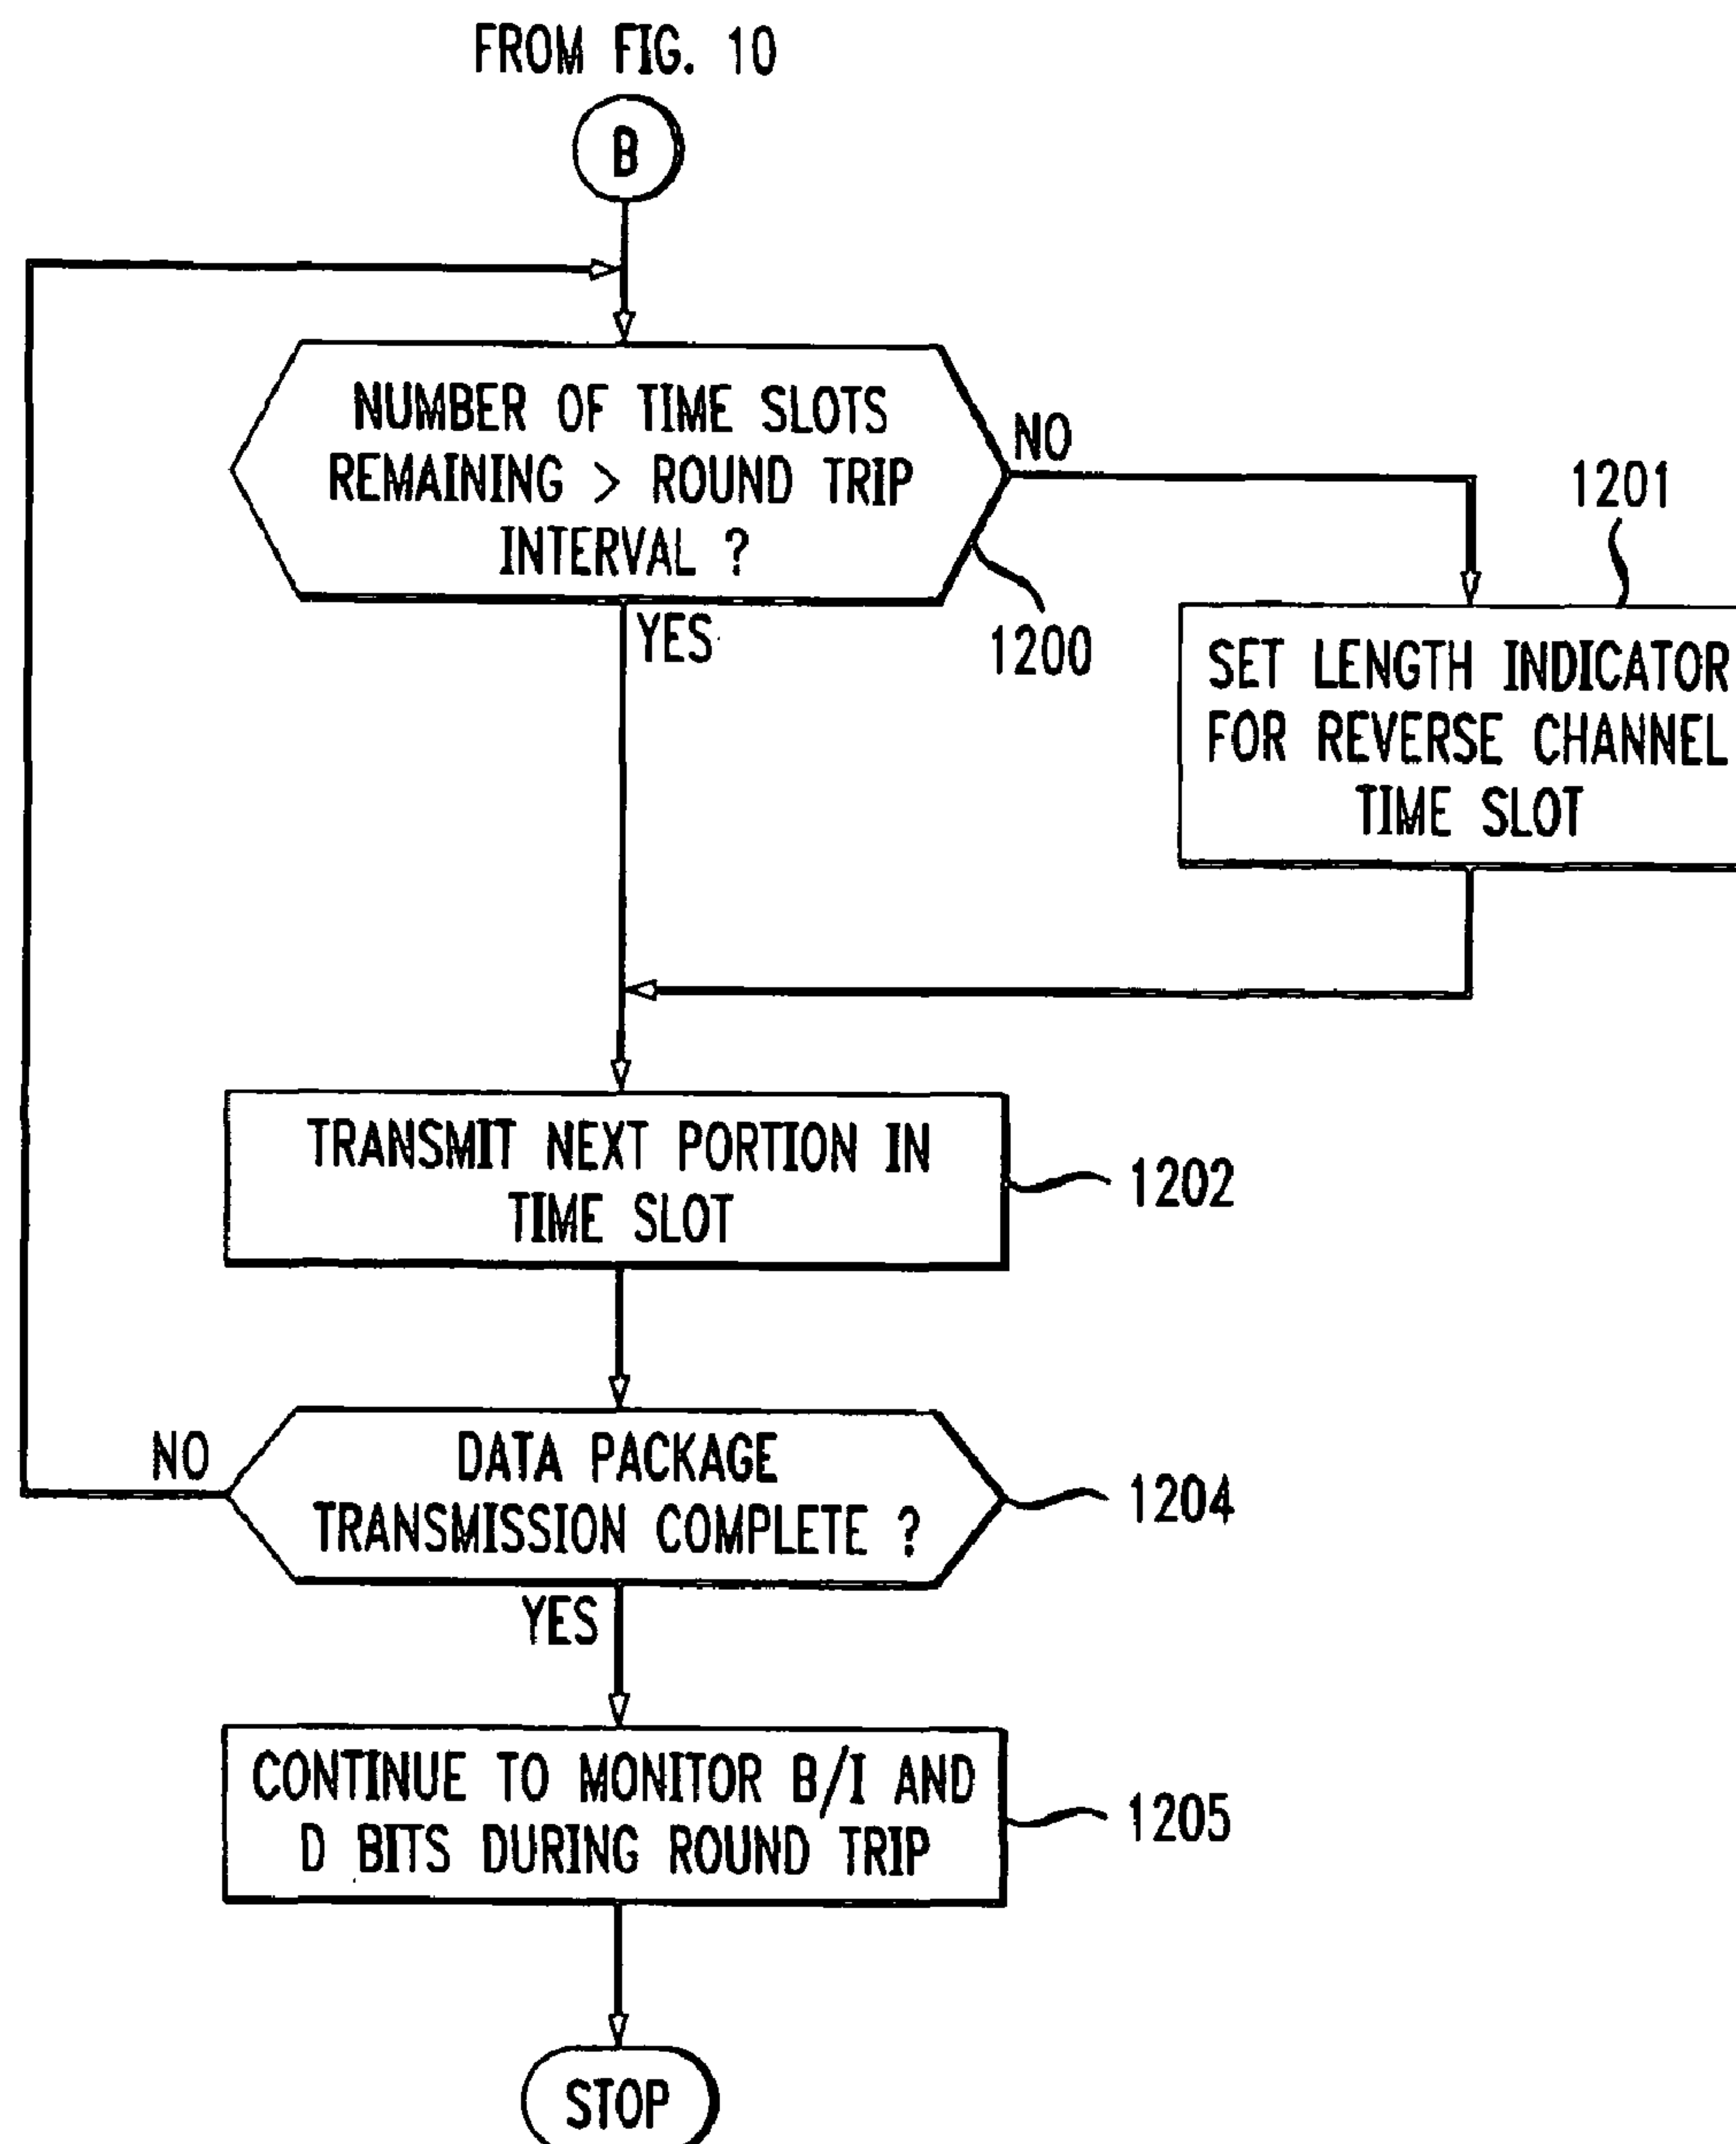 FROM FIG. 10
B
NUMBER OF TIME SLOTS
REMAINING > ROUND TRIP
INTERVAL ?
NO
1200
YES
1201
SET LENGTH INDICATOR
FOR REVERSE CHANNEL
TIME SLOT
TRANSMIT NEXT PORTION IN
TIME SLOT
1202
DATA PACKAGE
TRANSMISSION COMPLETE ?
1204
NO
YES
CONTINUE TO MONITOR B/I AND
D BITS DURING ROUND TRIP
1205
STOP